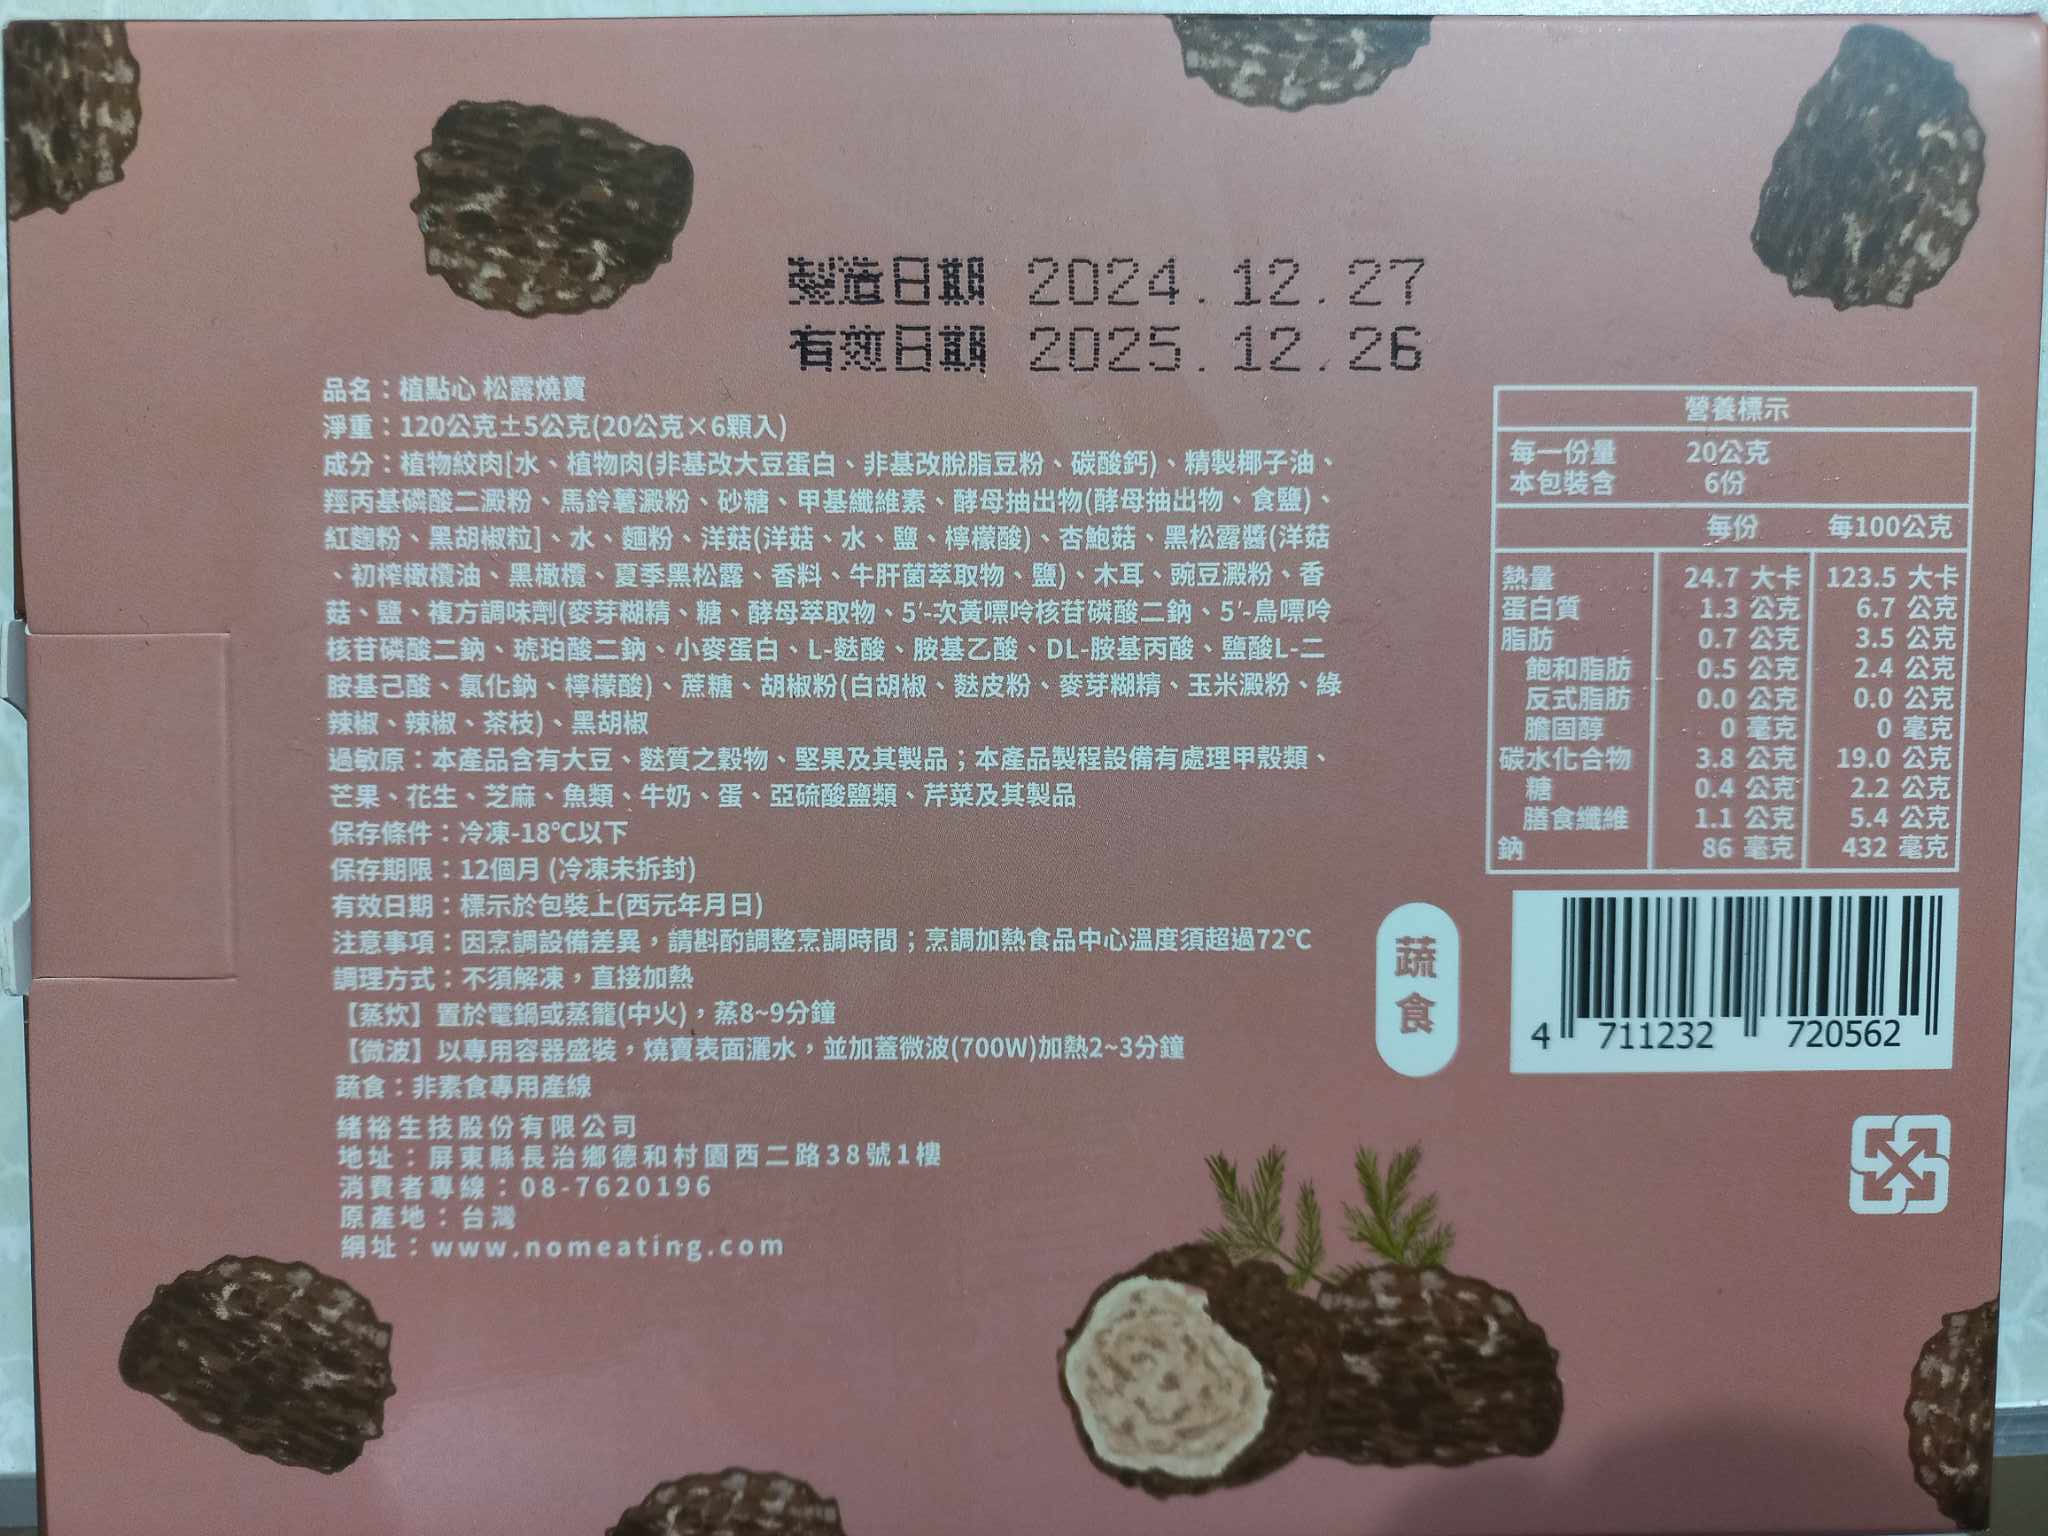 製造日期 2024.12.27
有效日期 2025.12.26
品名：植點心 松露燒賣
淨重：120公克±5公克(20公克×6顆入)
成分：植物絞肉[水、植物肉(非基改大豆蛋白、非基改脫脂豆粉、碳酸鈣)、精製椰子油、
羥丙基磷酸二澱粉、馬鈴薯澱粉、砂糖、甲基纖維素、酵母抽出物(酵母抽出物、食鹽)、
紅麴粉、黑胡椒粒]、水、麵粉、洋菇(洋菇、水、鹽、檸檬酸)、杏鮑菇、黑松露醬(洋菇
、初榨橄欖油、黑橄欖、夏季黑松露、香料、牛肝菌萃取物、鹽)、木耳、豌豆澱粉、香
菇、鹽、複方調味劑(麥芽糊精、糖、酵母萃取物、5'-次黃嘌呤核苷磷酸二鈉、5'-鳥嘌呤
核苷磷酸二鈉、琥珀酸二鈉、小麥蛋白、L-麩酸、胺基乙酸、DL-胺基丙酸、鹽酸L-二
胺基己酸、氯化鈉、檸檬酸)、蔗糖、胡椒粉(白胡椒、麩皮粉、麥芽糊精、玉米澱粉、綠
辣椒、辣椒、茶枝)、黑胡椒
過敏原：本產品含有大豆、麩質之穀物、堅果及其製品；本產品製程設備有處理甲殼類、
芒果、花生、芝麻、魚類、牛奶、蛋、亞硫酸鹽類、芹菜及其製品
保存條件：冷凍-18℃以下
保存期限：12個月 (冷凍未拆封)
有效日期：標示於包裝上(西元年月日)
注意事項：因烹調設備差異，請斟酌調整烹調時間；烹調加熱食品中心溫度須超過72℃
調理方式：不須解凍，直接加熱
【蒸炊】置於電鍋或蒸籠(中火)，蒸8~9分鐘
【微波】以專用容器盛裝，燒賣表面灑水，並加蓋微波(700W)加熱2~3分鐘
蔬食：非素食專用產線
緒裕生技股份有限公司
地址：屏東縣長治鄉德和村園西二路38號1樓
消費者專線：08-7620196
原產地：台灣
網址：www.nomeating.com
營養標示
每一份量 20公克
本包裝含 6份
每份 每100公克
熱量 24.7 大卡 123.5 大卡
蛋白質 1.3 公克 6.7 公克
脂肪 0.7 公克 3.5 公克
飽和脂肪 0.5 公克 2.4 公克
反式脂肪 0.0 公克 0.0 公克
膽固醇 0 毫克 0 毫克
碳水化合物 3.8 公克 19.0 公克
糖 0.4 公克 2.2 公克
膳食纖維 1.1 公克 5.4 公克
鈉 86 毫克 432 毫克
蔬食
4 711232 720562